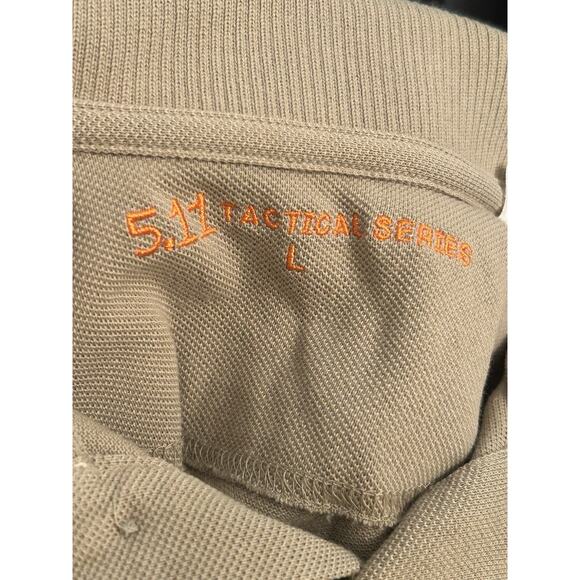 5.11 TACTICAL SERIES
L